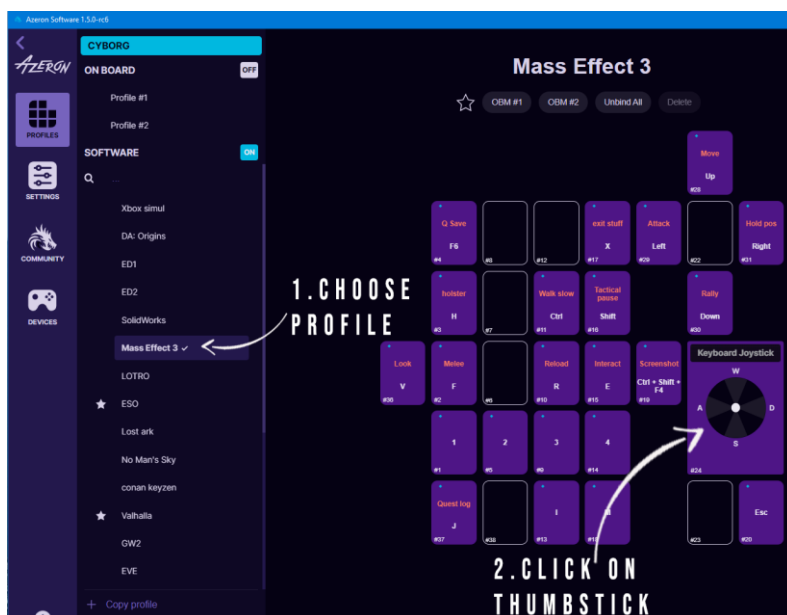 Azeron Software 1.5.0-rc6
AZERON
PROFILES
SETTINGS
COMMUNITY
DEVICES
CYBORG
ON BOARD OFF
Profile #1
Profile #2
SOFTWARE ON
...
Xbox simul
DA: Origins
ED1
ED2
SolidWorks
Mass Effect 3
LOTRO
ESO
Lost ark
No Man's Sky
conan keyzen
Valhalla
GW2
EVE
+ Copy profile
1.CHOOSE
PROFILE
Mass Effect 3
OBM #1 OBM #2 Unbind All Delete
Move
Up
#28
Q Save
F6
#4
#8
#12
exit stuff
X
#17
Attack
Left
#29
#22
Hold pos
Right
#31
holster
H
#3
#7
Walk slow
Ctrl
#11
Tactical
pause
Shift
#16
Rally
Down
#30
Look
V
#36
Melee
F
#2
#6
Reload
R
#10
Interact
E
#15
Screenshot
Ctrl + Shift +
F4
#19
Keyboard Joystick
W
A D
S
#24
1
#1
2
#5
3
#9
4
#14
Quest log
J
#37
#38
I
#13
#23
Esc
#20
2.CLICK ON
THUMBSTICK